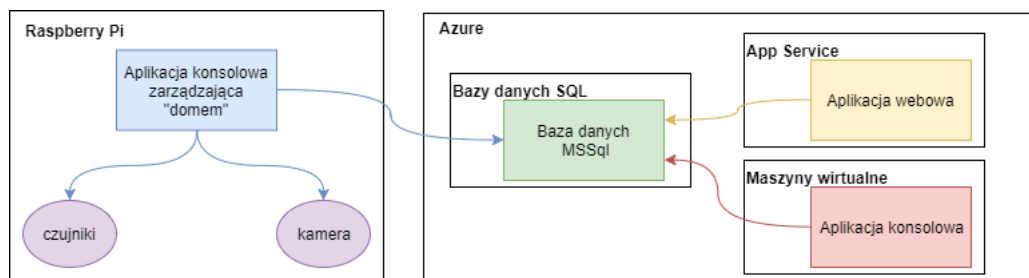 Raspberry Pi
Aplikacja konsolowa
zarządzająca
"domem"
czujniki
kamera
Azure
Bazy danych SQL
Baza danych
MSSql
App Service
Aplikacja webowa
Maszyny wirtualne
Aplikacja konsolowa